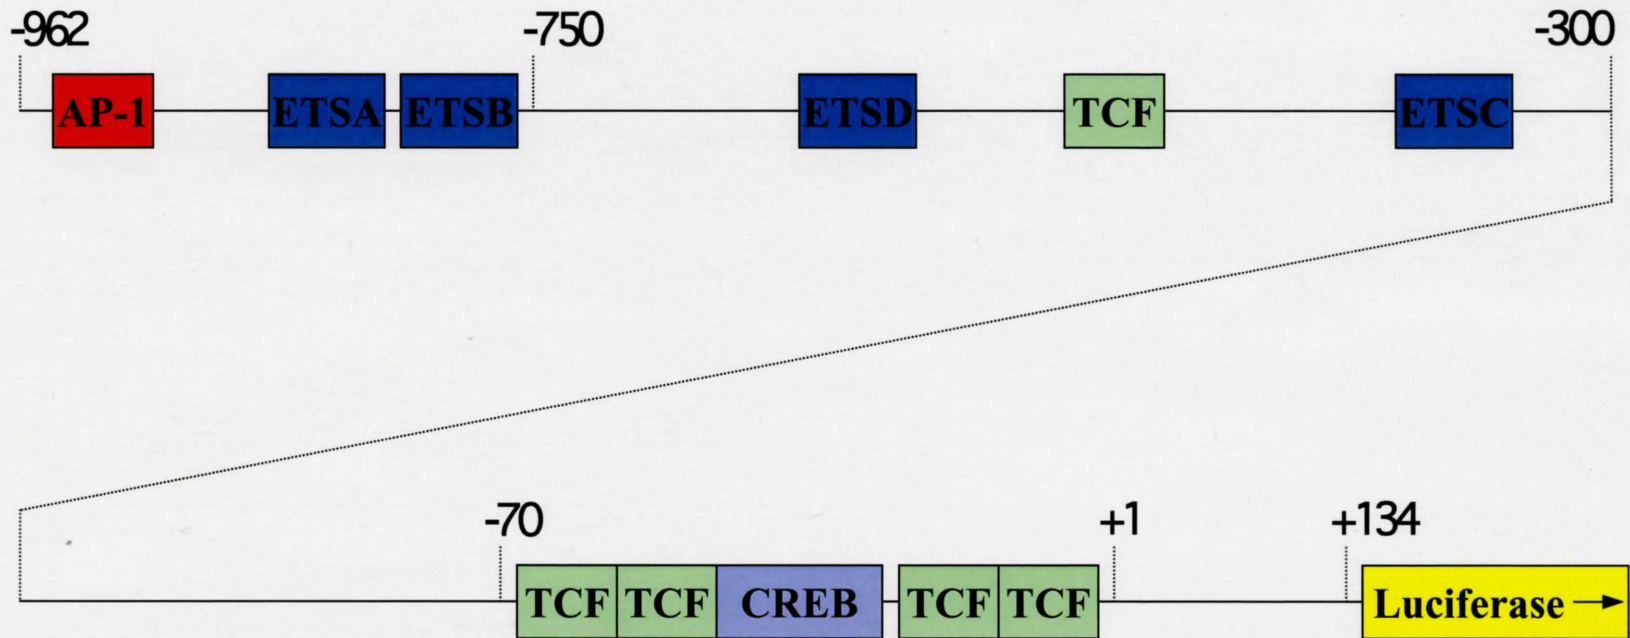 -962 -750 -300
AP-1 ETSA ETSB ETSD TCF ETSC
-70 +1 +134
TCF TCF CREB TCF TCF Luciferase